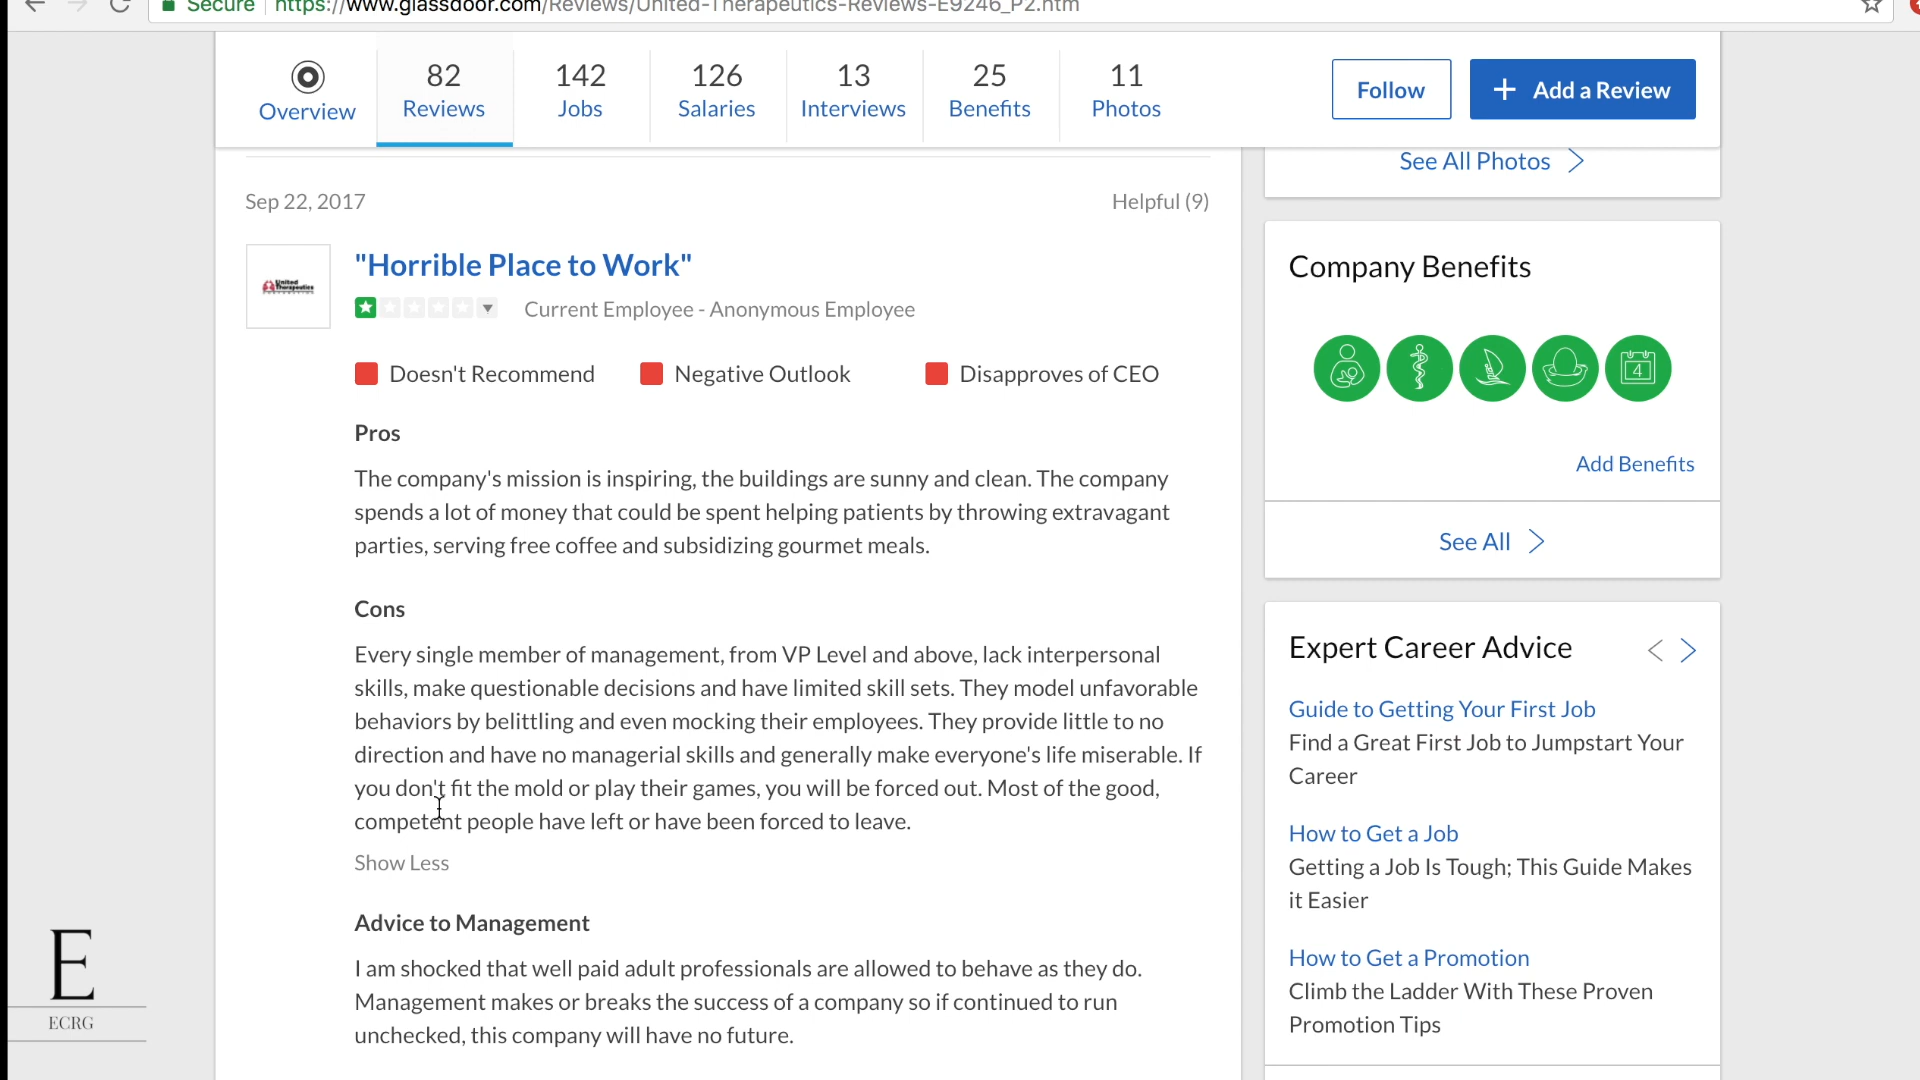 Secure https://www.glassdoor.com/Reviews/United-Therapeutics-Reviews-E9246_P2.htm
Overview
82
Reviews
142
Jobs
126
Salaries
13
Interviews
25
Benefits
11
Photos
Follow
+ Add a Review
See All Photos
Sep 22, 2017
Helpful (9)
United
Therapeutics
"Horrible Place to Work"
Current Employee - Anonymous Employee
Doesn't Recommend
Negative Outlook
Disapproves of CEO
Pros
The company's mission is inspiring, the buildings are sunny and clean. The company
spends a lot of money that could be spent helping patients by throwing extravagant
parties, serving free coffee and subsidizing gourmet meals.
Cons
Every single member of management, from VP Level and above, lack interpersonal
skills, make questionable decisions and have limited skill sets. They model unfavorable
behaviors by belittling and even mocking their employees. They provide little to no
direction and have no managerial skills and generally make everyone's life miserable. If
you don't fit the mold or play their games, you will be forced out. Most of the good,
competent people have left or have been forced to leave.
Show Less
Advice to Management
I am shocked that well paid adult professionals are allowed to behave as they do.
Management makes or breaks the success of a company so if continued to run
unchecked, this company will have no future.
Company Benefits
4
Add Benefits
See All
Expert Career Advice
Guide to Getting Your First Job
Find a Great First Job to Jumpstart Your
Career
How to Get a Job
Getting a Job Is Tough; This Guide Makes
it Easier
How to Get a Promotion
Climb the Ladder With These Proven
Promotion Tips
E
ECRG